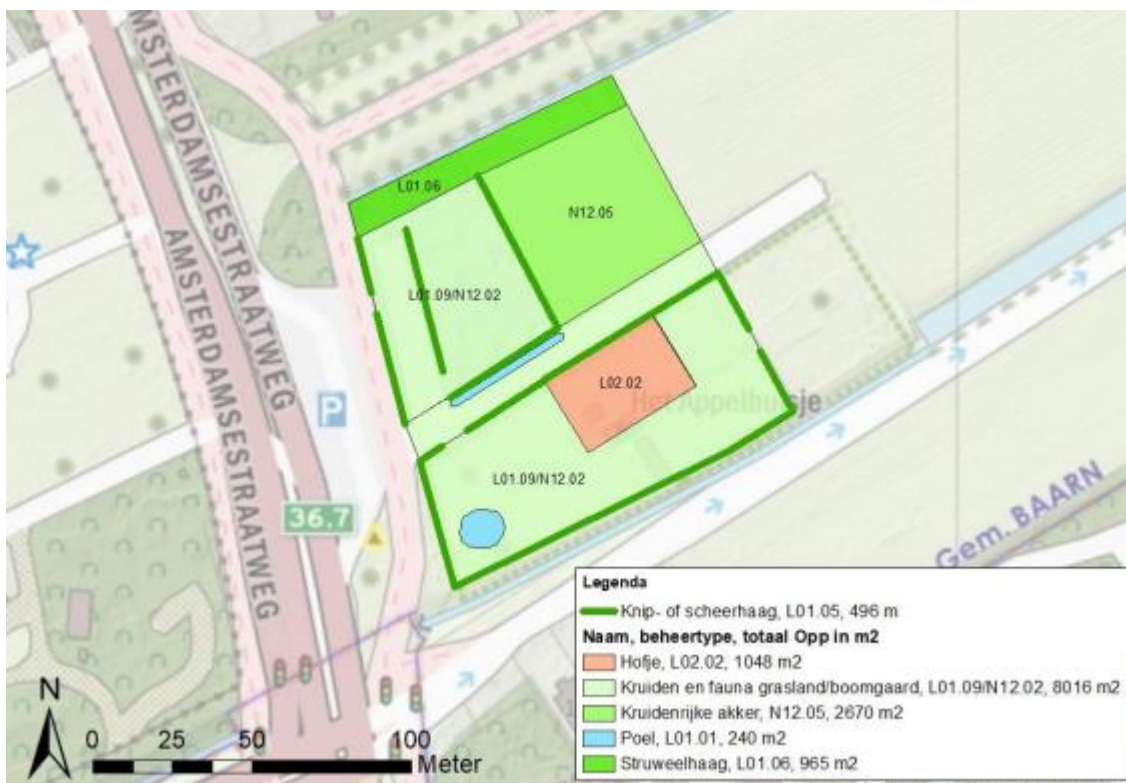 AMSTERDAMSESTRAATWEG
AMSTERDAMSESTRAATWEG
L01.06
N12.05
L01.09/N12.02
P
L02.02
Het Appelhuisje
L01.09/N12.02
36.7
Gem. BAARN
Legenda
Knip- of scheerhaag, L01.05, 496 m
Naam, beheertype, totaal Opp in m2
Hofje, L02.02, 1048 m2
Kruiden en fauna grasland/boomgaard, L01.09/N12.02, 8016 m2
Kruidenrijke akker, N12.05, 2670 m2
Poel, L01.01, 240 m2
Struweelhaag, L01.06, 965 m2
N
0 25 50 100
Meter